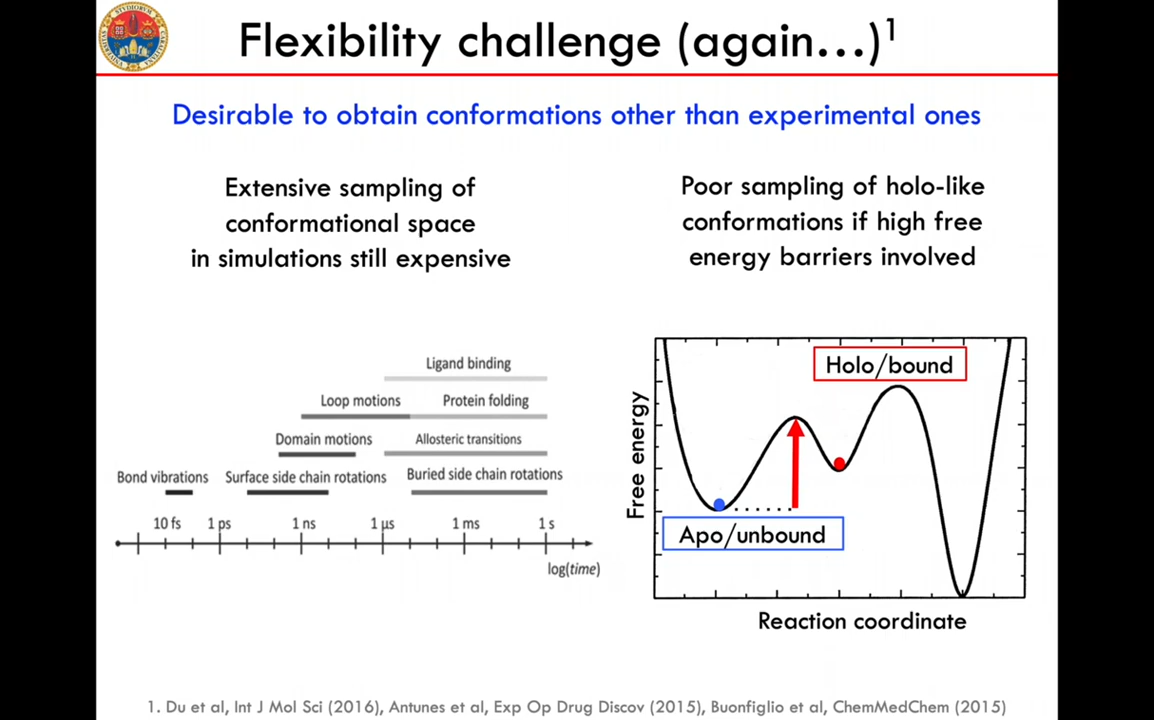 Flexibility challenge (again…)1
Desirable to obtain conformations other than experimental ones
Extensive sampling of
conformational space
in simulations still expensive
Poor sampling of holo-like
conformations if high free
energy barriers involved
Ligand binding
Loop motions
Protein folding
Domain motions
Allosteric transitions
Bond vibrations
Surface side chain rotations
Buried side chain rotations
10 fs
1 ps
1 ns
1 µs
1 ms
1 s
log(time)
Holo/bound
Free energy
Apo/unbound
Reaction coordinate
1. Du et al, Int J Mol Sci (2016), Antunes et al, Exp Op Drug Discov (2015), Buonfiglio et al, ChemMedChem (2015)